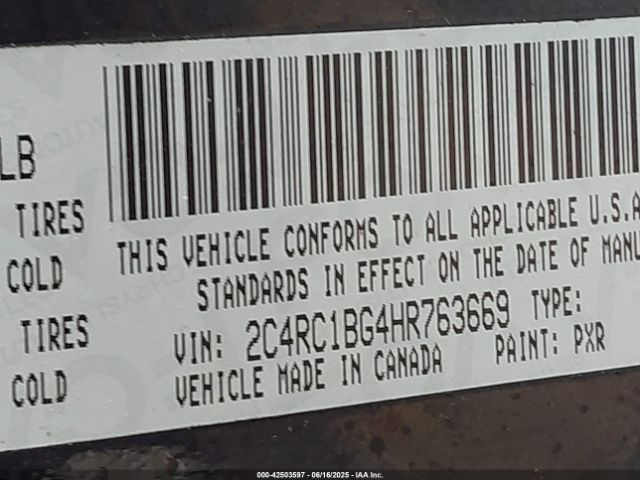 LB
TIRES
COLD
TIRES
COLD
THIS VEHICLE CONFORMS TO ALL APPLICABLE U.S.A
STANDARDS IN EFFECT ON THE DATE OF MANU
VIN: 2C4RC1BG4HR763669 TYPE:
VEHICLE MADE IN CANADA PAINT: PXR
000-42503597 - 06/16/2025 - IAA Inc.